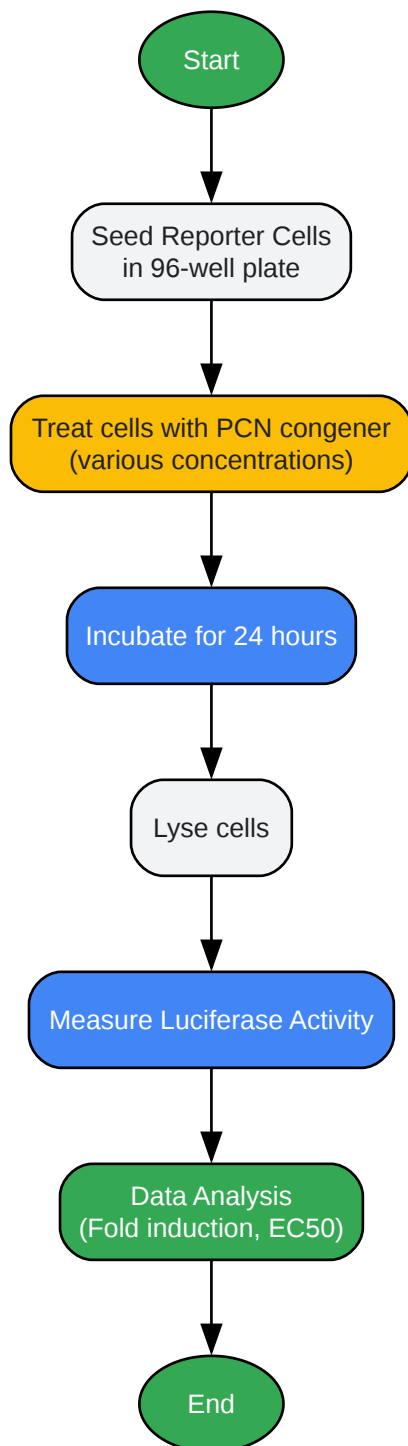 Start
Seed Reporter Cells
in 96-well plate
Treat cells with PCN congener
(various concentrations)
Incubate for 24 hours
Lyse cells
Measure Luciferase Activity
Data Analysis
(Fold induction, EC50)
End